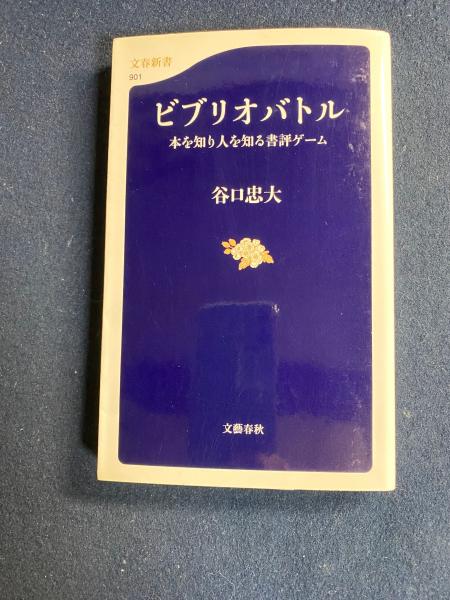 文春新書
901
ビブリオバトル
本を知り人を知る書評ゲーム
谷口忠大
文藝春秋